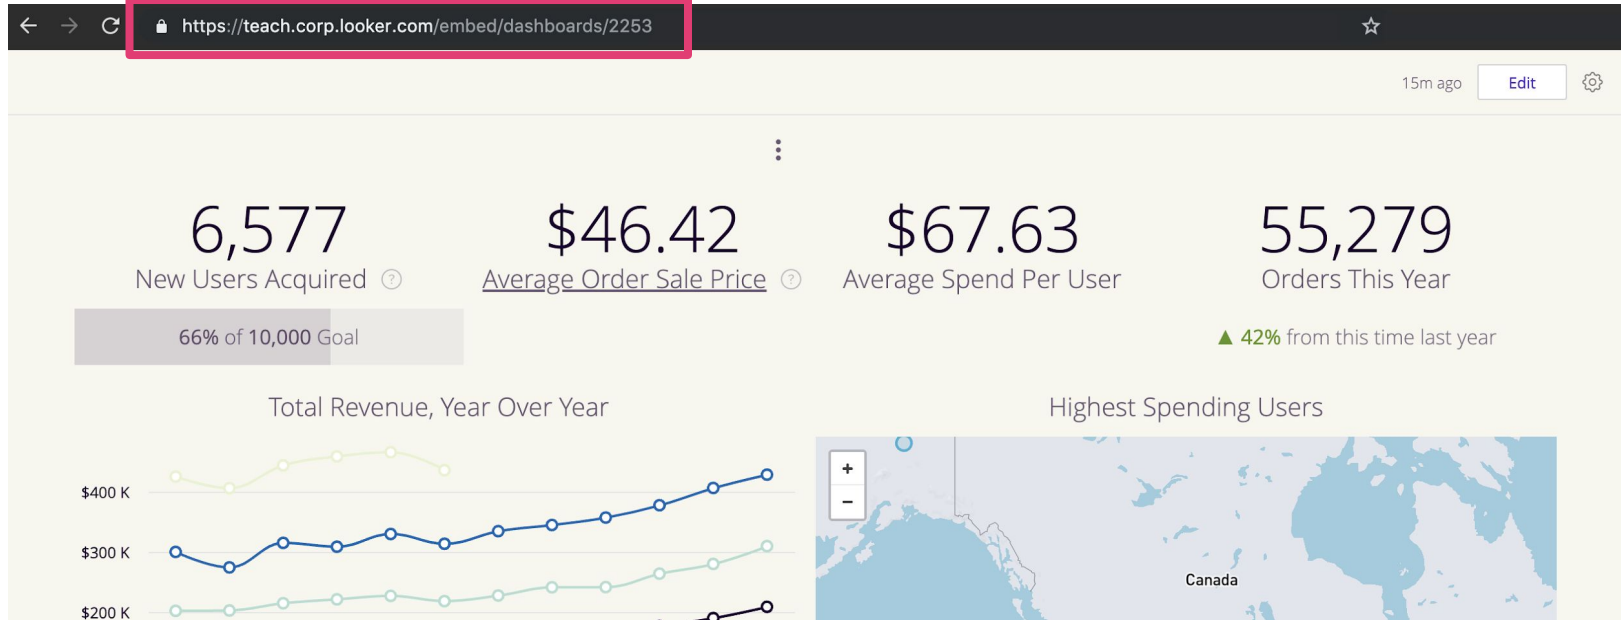 https://teach.corp.looker.com/embed/dashboards/2253
15m ago Edit
6,577 $46.42 $67.63 55,279
New Users Acquired ? Average Order Sale Price ? Average Spend Per User Orders This Year
66% of 10,000 Goal ▲ 42% from this time last year
Total Revenue, Year Over Year Highest Spending Users
+
$400 K
−
$300 K
Canada
$200 K